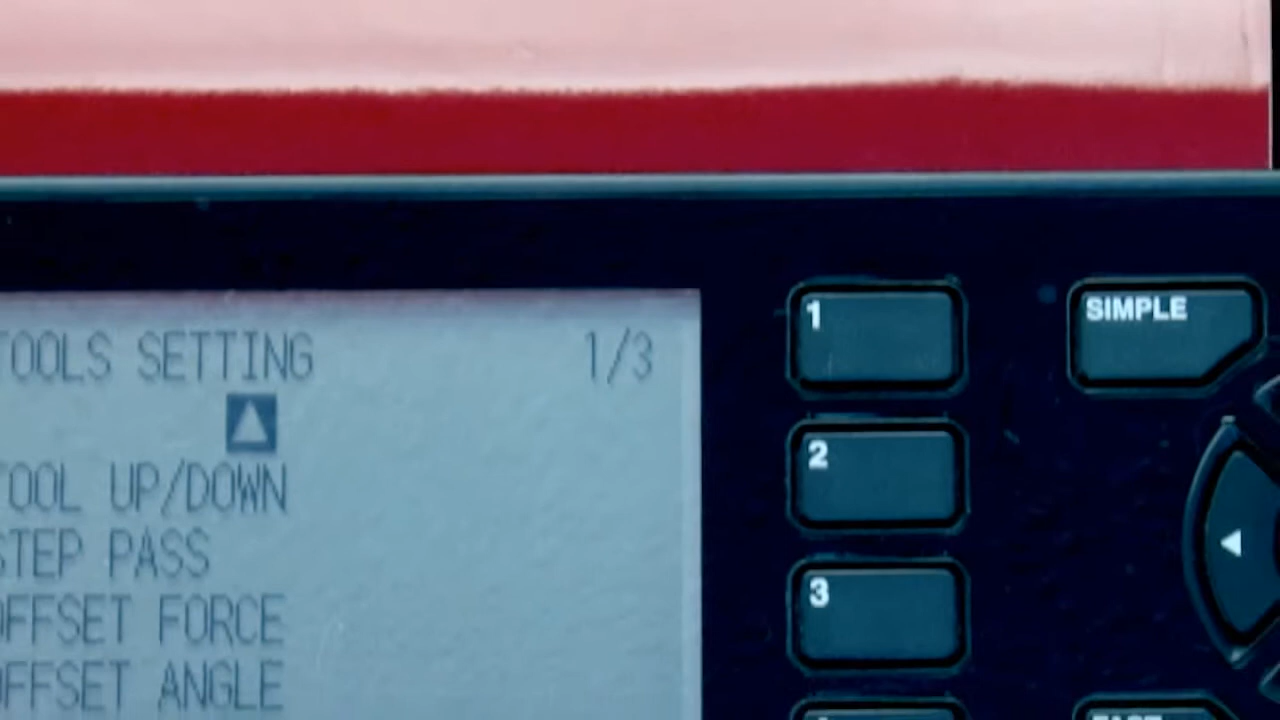 TOOLS SETTING 1/3
TOOL UP/DOWN
STEP PASS
OFFSET FORCE
OFFSET ANGLE
1
SIMPLE
2
3